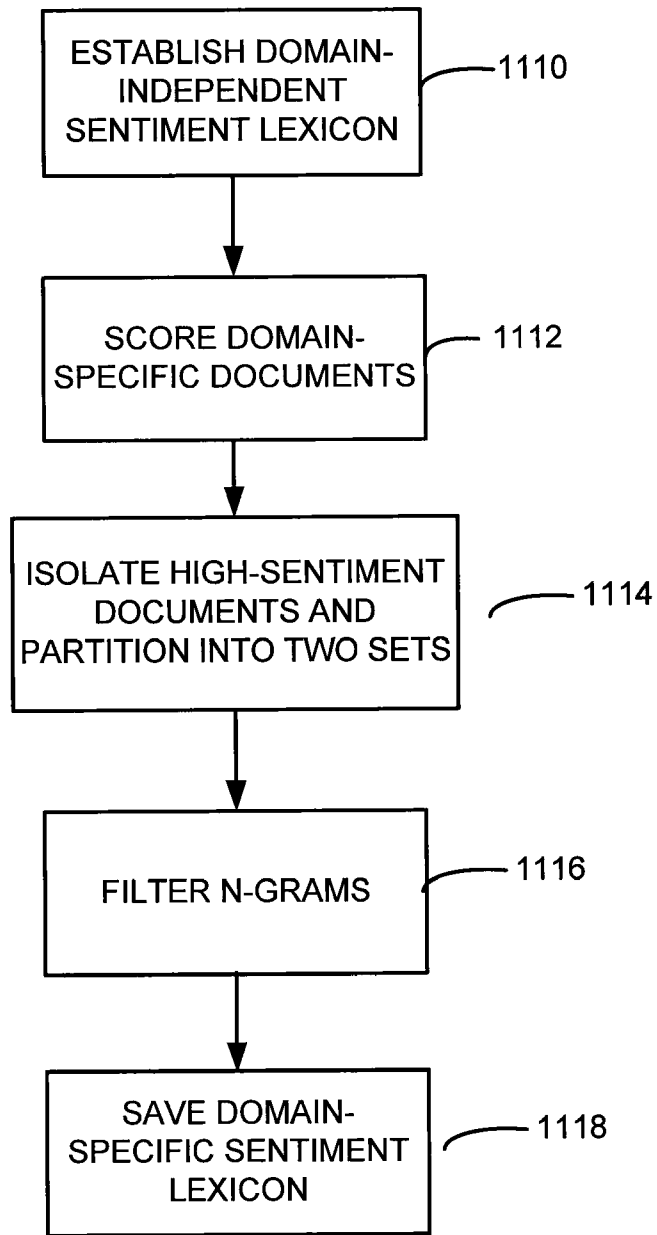 ESTABLISH DOMAIN-
INDEPENDENT
SENTIMENT LEXICON
1110
SCORE DOMAIN-
SPECIFIC DOCUMENTS
1112
ISOLATE HIGH-SENTIMENT
DOCUMENTS AND
PARTITION INTO TWO SETS
1114
FILTER N-GRAMS
1116
SAVE DOMAIN-
SPECIFIC SENTIMENT
LEXICON
1118